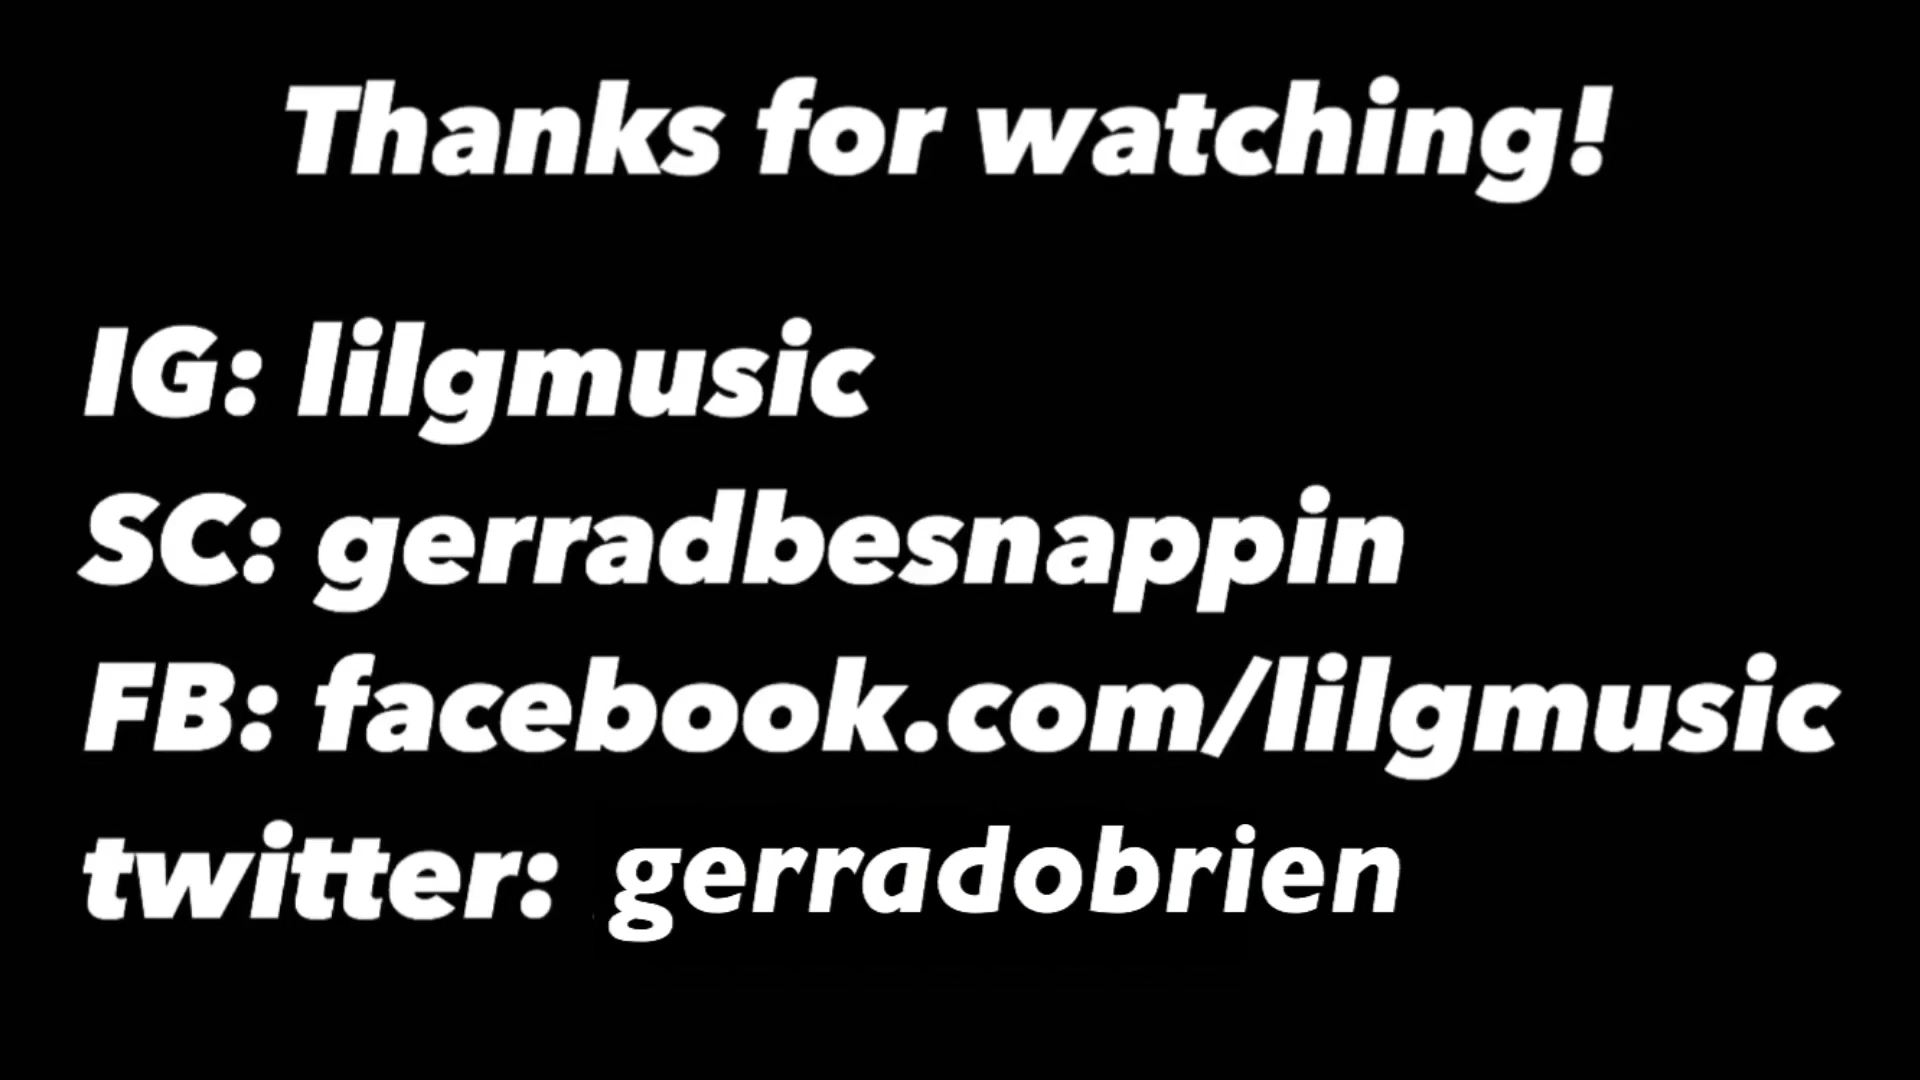 Thanks for watching!
IG: lilgmusic
SC: gerradbesnappin
FB: facebook.com/lilgmusic
twitter: gerradobrien